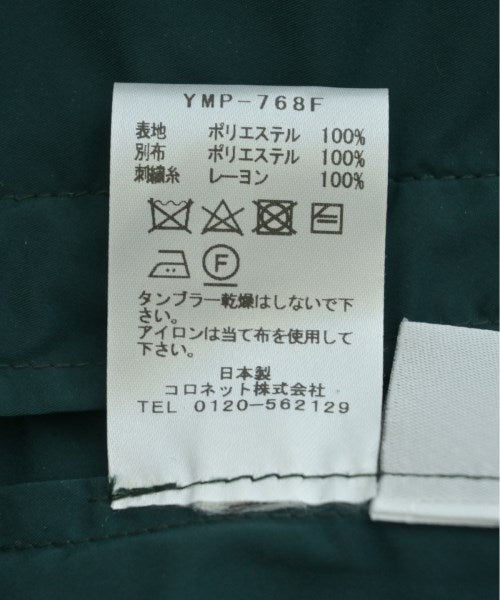 YMP-768F
表地 ポリエステル 100%
別布 ポリエステル 100%
刺繍糸 レーヨン 100%
F
タンブラー乾燥はしないで下
さい。
アイロンは当て布を使用して
下さい。
日本製
コロネット株式会社
TEL 0120-562129